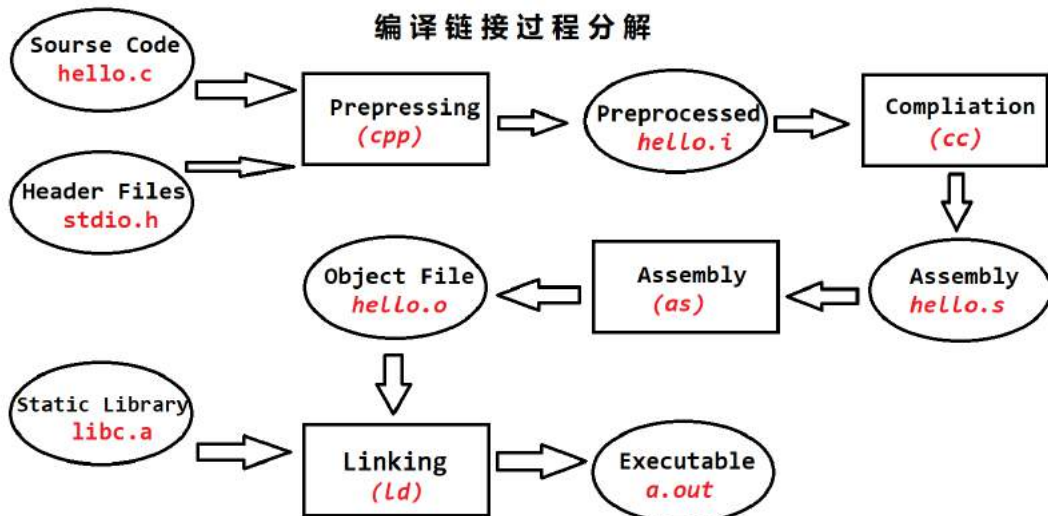 编译链接过程分解
Sourse Code
hello.c
Prepressing
(cpp)
Preprocessed
hello.i
Compliation
(cc)
Header Files
stdio.h
Object File
hello.o
Assembly
(as)
Assembly
hello.s
Static Library
libc.a
Linking
(ld)
Executable
a.out